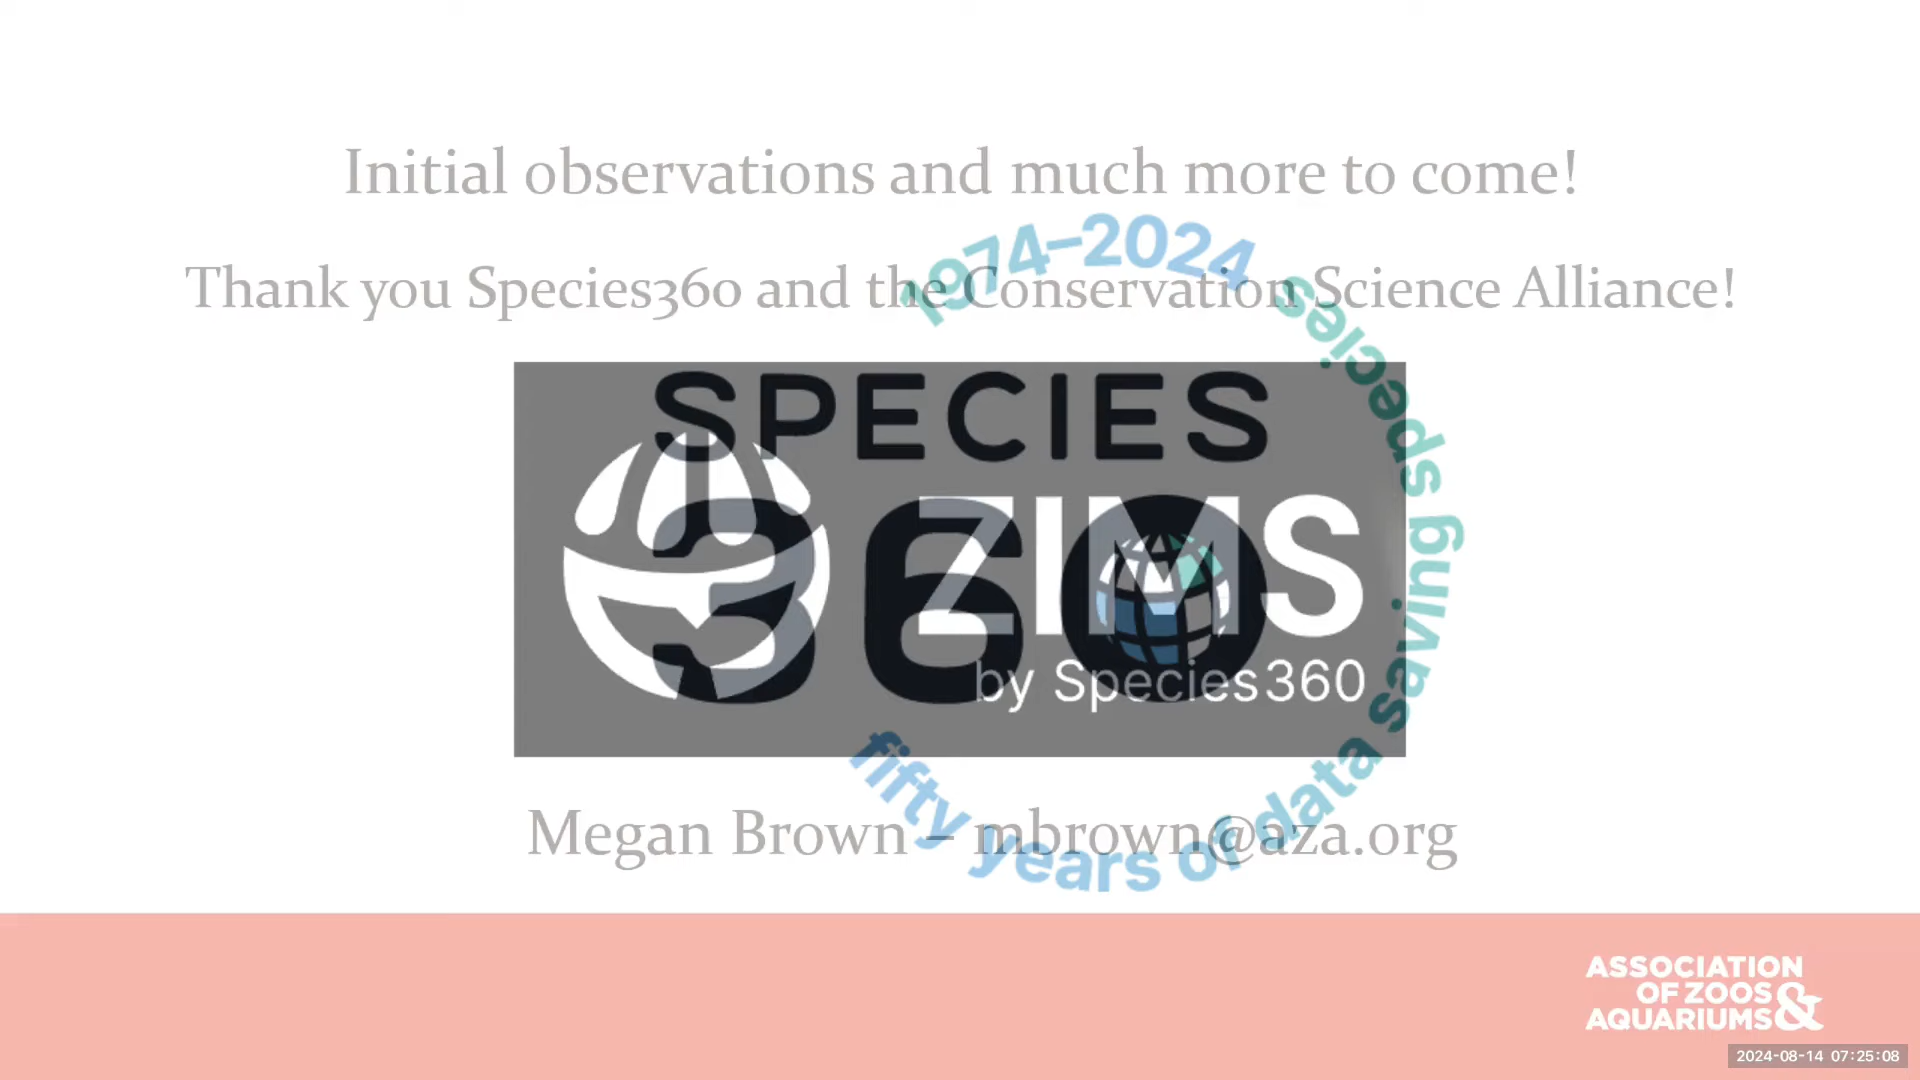 Initial observations and much more to come!
1974–2024
Thank you Species360 and the Conservation Science Alliance!
SPECIES
360
ZIMS
by Species360
fifty years of data saving species
Megan Brown – mbrown@aza.org
ASSOCIATION
OF ZOOS &
AQUARIUMS
2024-08-14 07:25:08